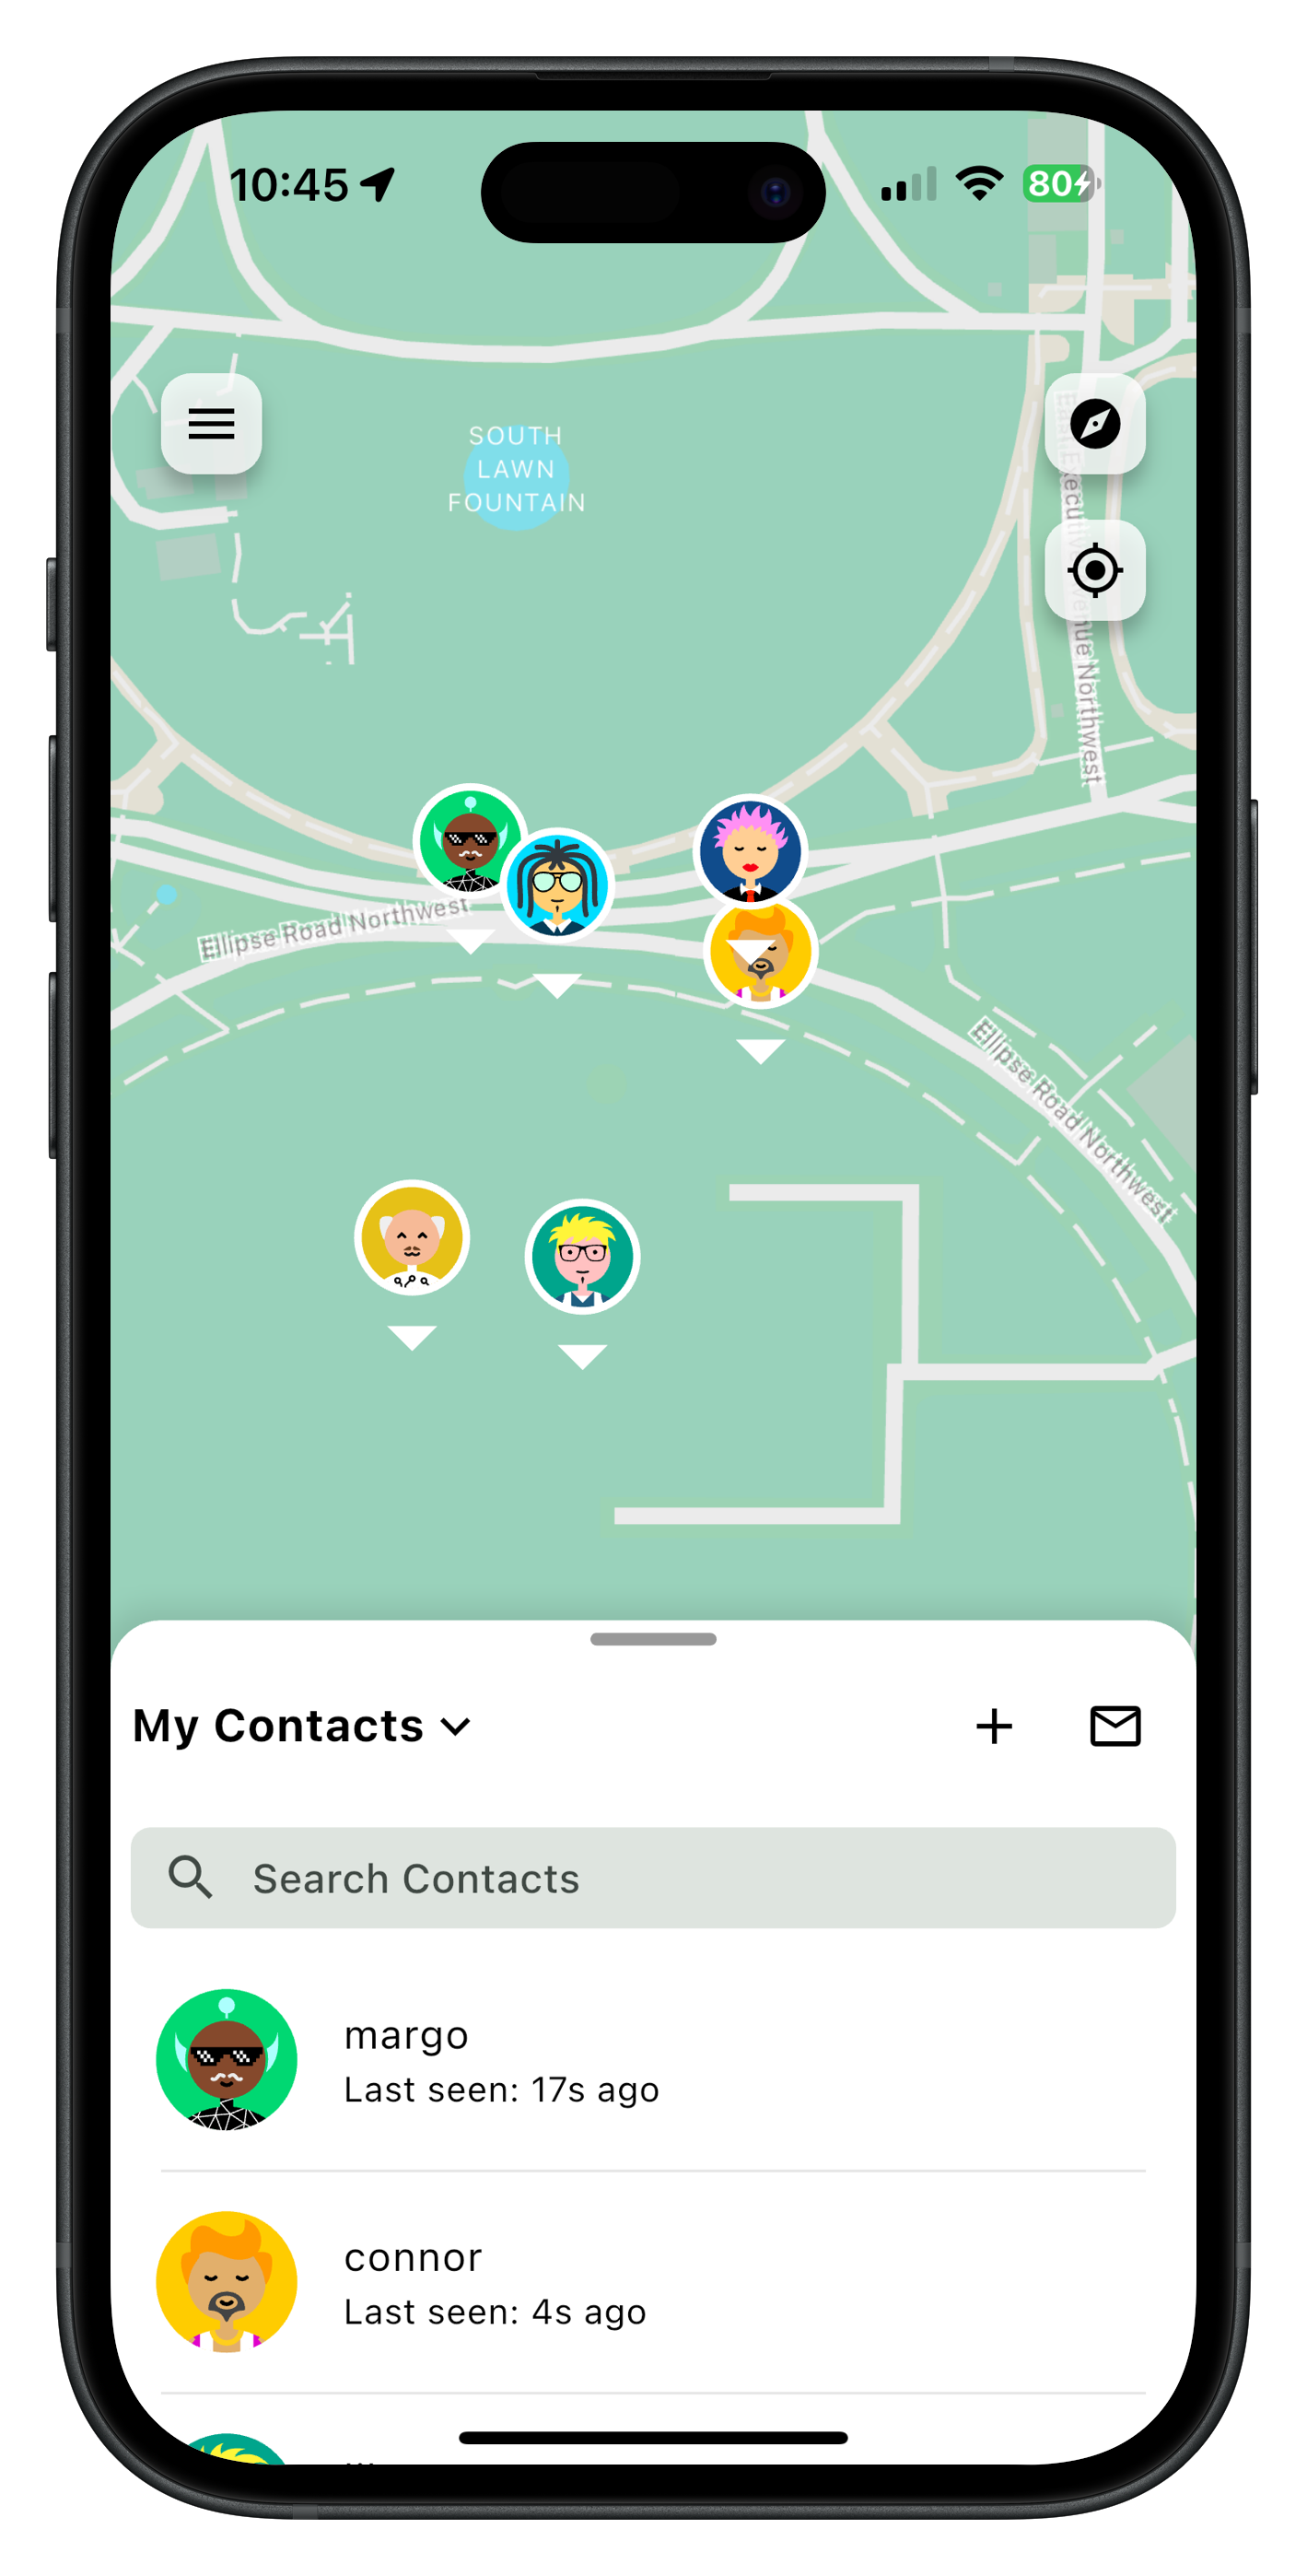 10:45
80
SOUTH
LAWN
FOUNTAIN
East Executive Avenue Northwest
Ellipse Road Northwest
Ellipse Road Northwest
My Contacts
Search Contacts
margo
Last seen: 17s ago
connor
Last seen: 4s ago